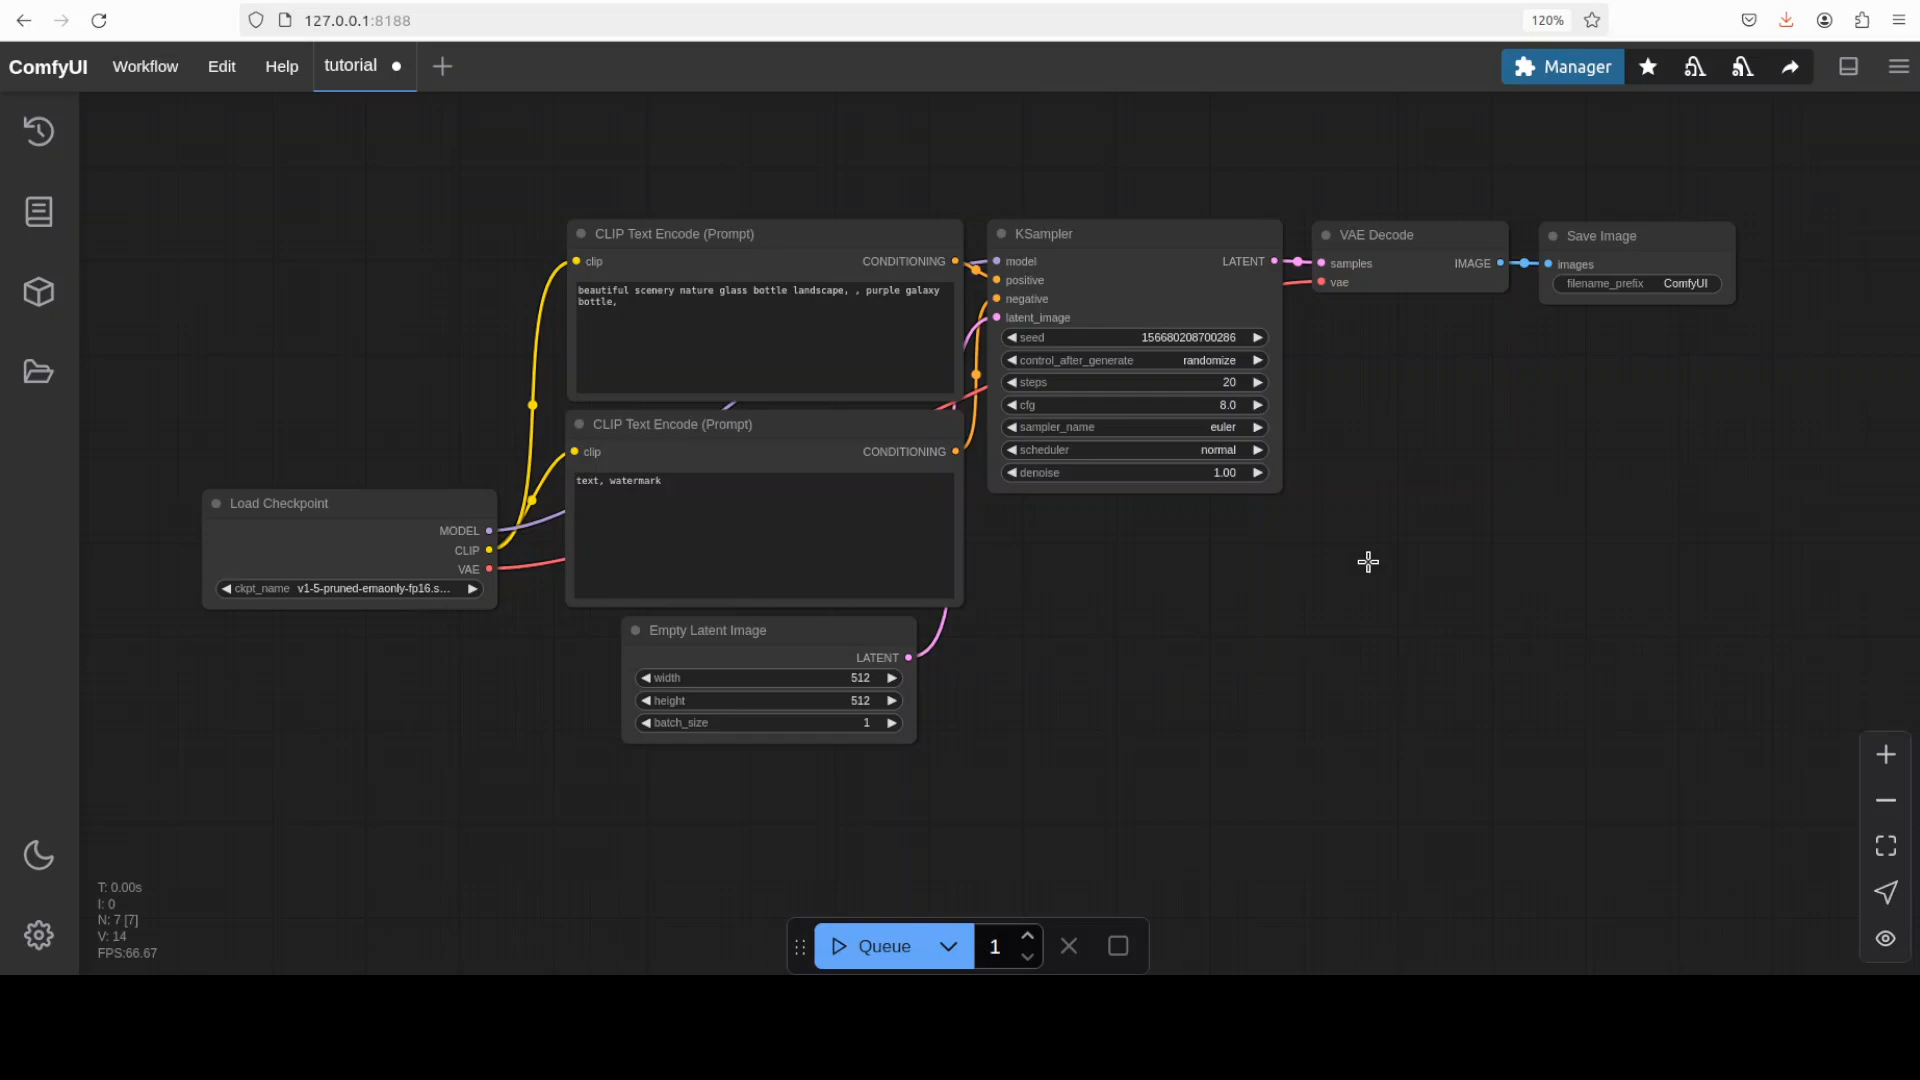 127.0.0.1:8188
120%
ComfyUI
Workflow
Edit
Help
tutorial
Manager
CLIP Text Encode (Prompt)
clip
CONDITIONING
beautiful scenery nature glass bottle landscape, , purple galaxy
bottle,
KSampler
model
LATENT
positive
negative
latent_image
seed 156680208700286
control_after_generate randomize
steps 20
cfg 8.0
sampler_name euler
scheduler normal
denoise 1.00
VAE Decode
samples
IMAGE
vae
Save Image
images
filename_prefix ComfyUI
CLIP Text Encode (Prompt)
clip
CONDITIONING
text, watermark
Load Checkpoint
MODEL
CLIP
VAE
ckpt_name v1-5-pruned-emaonly-fp16.s...
Empty Latent Image
LATENT
width 512
height 512
batch_size 1
T: 0.00s
I: 0
N: 7 [7]
V: 14
FPS:66.67
Queue
1